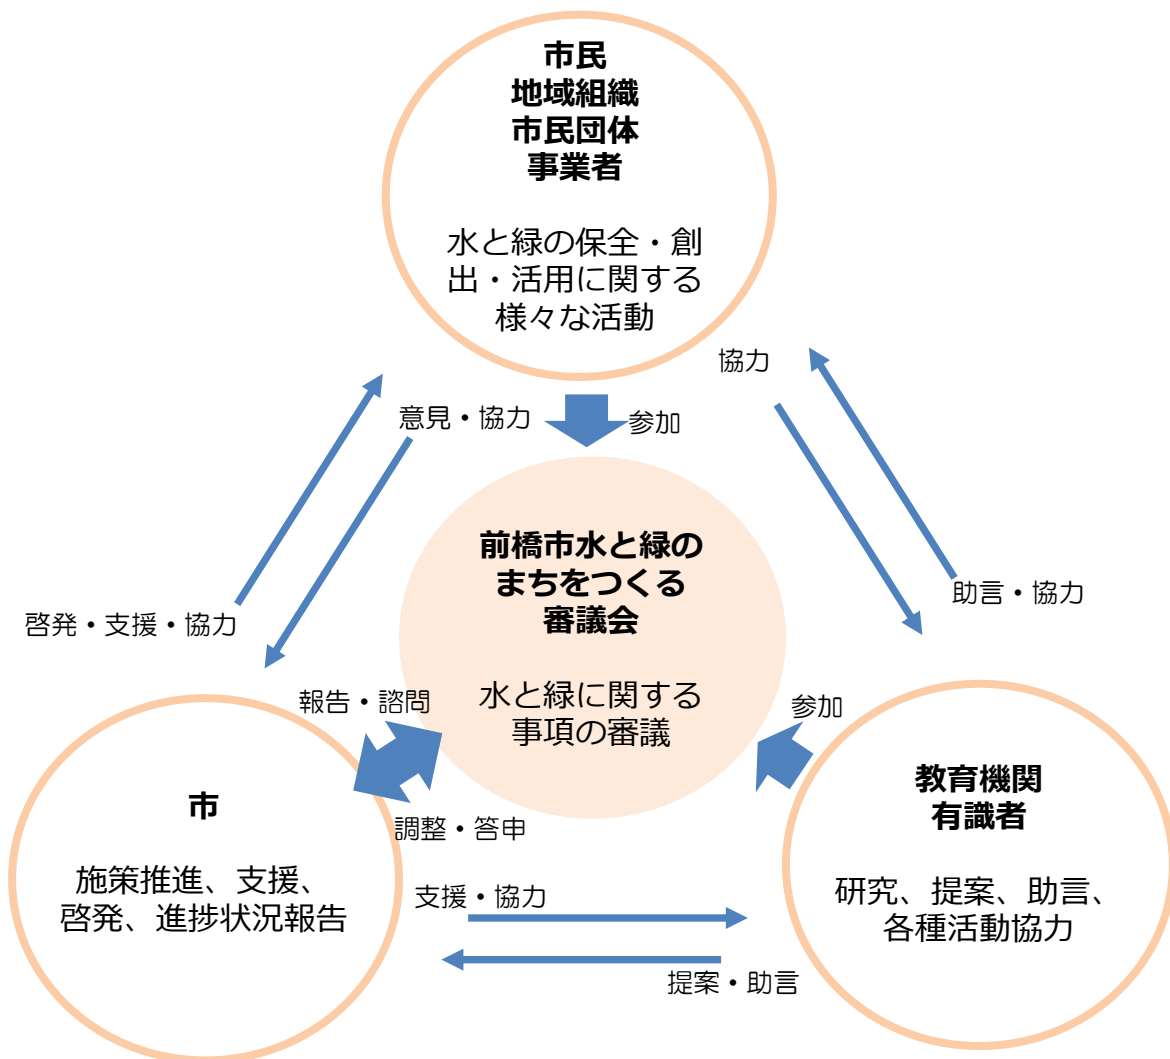 市民
地域組織
市民団体
事業者
水と緑の保全・創
出・活用に関する
様々な活動
協力
意見・協力
参加
前橋市水と緑の
まちをつくる
審議会
水と緑に関する
事項の審議
助言・協力
啓発・支援・協力
報告・諮問
参加
市
施策推進、支援、
啓発、進捗状況報告
調整・答申
教育機関
有識者
研究、提案、助言、
各種活動協力
支援・協力
提案・助言